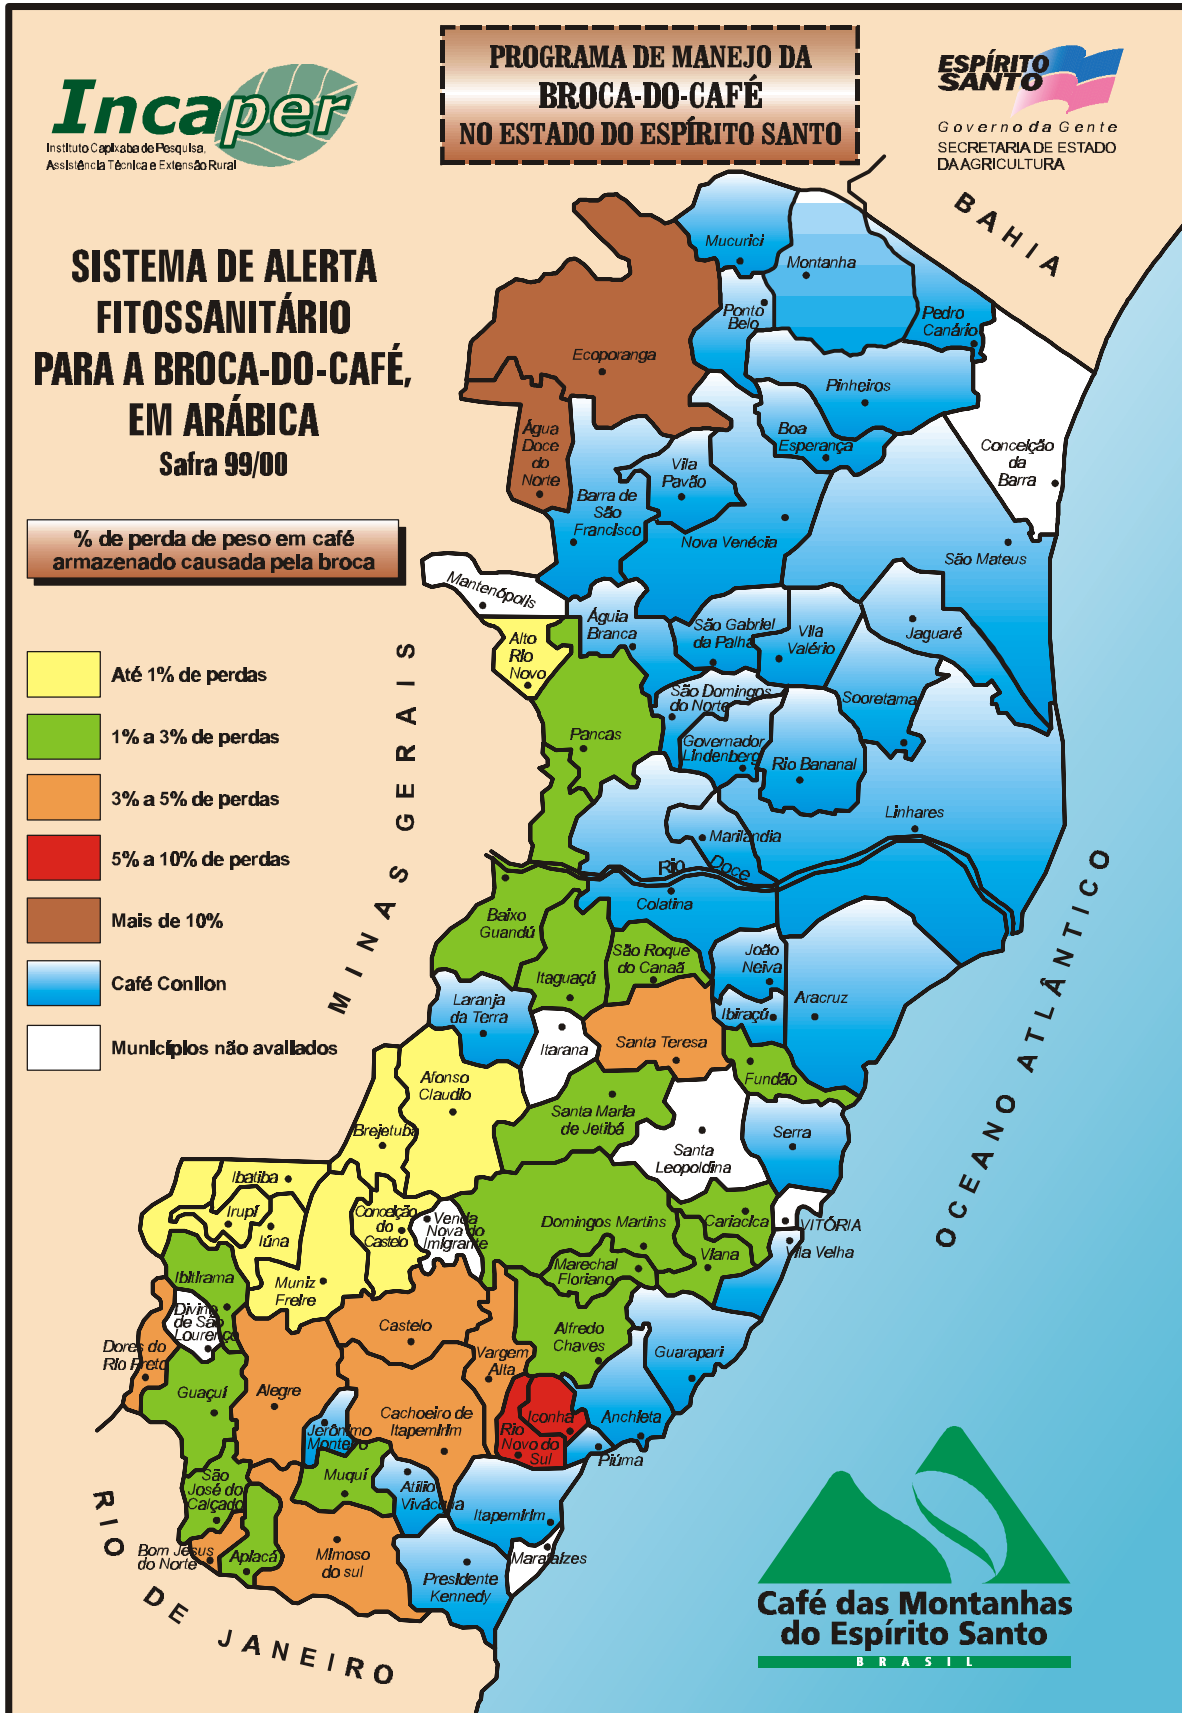 Incaper
Instituto Capixaba de Pesquisa,
Assistência Técnica e Extensão Rural
PROGRAMA DE MANEJO DA
BROCA-DO-CAFÉ
NO ESTADO DO ESPÍRITO SANTO
ESPÍRITO
SANTO
Governo da Gente
SECRETARIA DE ESTADO
DA AGRICULTURA
SISTEMA DE ALERTA
FITOSSANITÁRIO
PARA A BROCA-DO-CAFÉ,
EM ARÁBICA
Safra 99/00
% de perda de peso em café
armazenado causada pela broca
Até 1% de perdas
1% a 3% de perdas
3% a 5% de perdas
5% a 10% de perdas
Mais de 10%
Café Conilon
Municípios não avaliados
BAHIA
MINAS GERAIS
OCEANO ATLÂNTICO
RIO DE JANEIRO
Mucurici
Montanha
Ponto
Belo
Pedro
Canário
Ecoporanga
Pinheiros
Água
Doce
do
Norte
Boa
Esperança
Conceição
da
Barra
Vila
Pavão
Barra de
São
Francisco
Nova Venécia
São Mateus
Mantenópolis
Águia
Branca
São Gabriel
da Palha
Vila
Valério
Jaguaré
Alto
Rio
Novo
São Domingos
do Norte
Sooretama
Pancas
Governador
Lindenberg
Rio Bananal
Linhares
Marilândia
Rio Doce
Colatina
Baixo
Guandú
Itaguaçú
São Roque
do Canaã
João
Neiva
Laranja
da Terra
Ibiraçú
Aracruz
Itarana
Santa Teresa
Fundão
Afonso
Claudio
Santa Maria
de Jetibá
Brejetuba
Santa
Leopoldina
Serra
Ibatiba
Irupí
Iúna
Conceição
do
Castelo
Venda
Nova do
Imigrante
Domingos Martins
Cariacica
VITÓRIA
Viana
Vila Velha
Ibitirama
Muniz
Freire
Marechal
Floriano
Divino
de São
Lourenço
Castelo
Alfredo
Chaves
Guarapari
Dores do
Rio Preto
Vargem
Alta
Guaçuí
Alegre
Cachoeiro de
Itapemirim
Iconha
Anchieta
Jerônimo
Monteiro
Rio
Novo do
Sul
Piúma
São
José do
Calçado
Muquí
Atílio
Vivácqua
Itapemirim
Bom Jesus
do Norte
Apiacá
Mimoso
do sul
Presidente
Kennedy
Marataízes
Café das Montanhas
do Espírito Santo
BRASIL